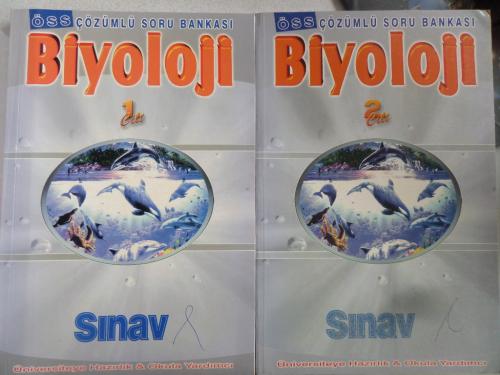 ÖSS ÇÖZÜMLÜ SORU BANKASI
Biyoloji
1
Cilt
Sınav
Üniversiteye Hazırlık & Okula Yardımcı
ÖSS ÇÖZÜMLÜ SORU BANKASI
Biyoloji
2
Cilt
Sınav
Üniversiteye Hazırlık & Okula Yardımcı